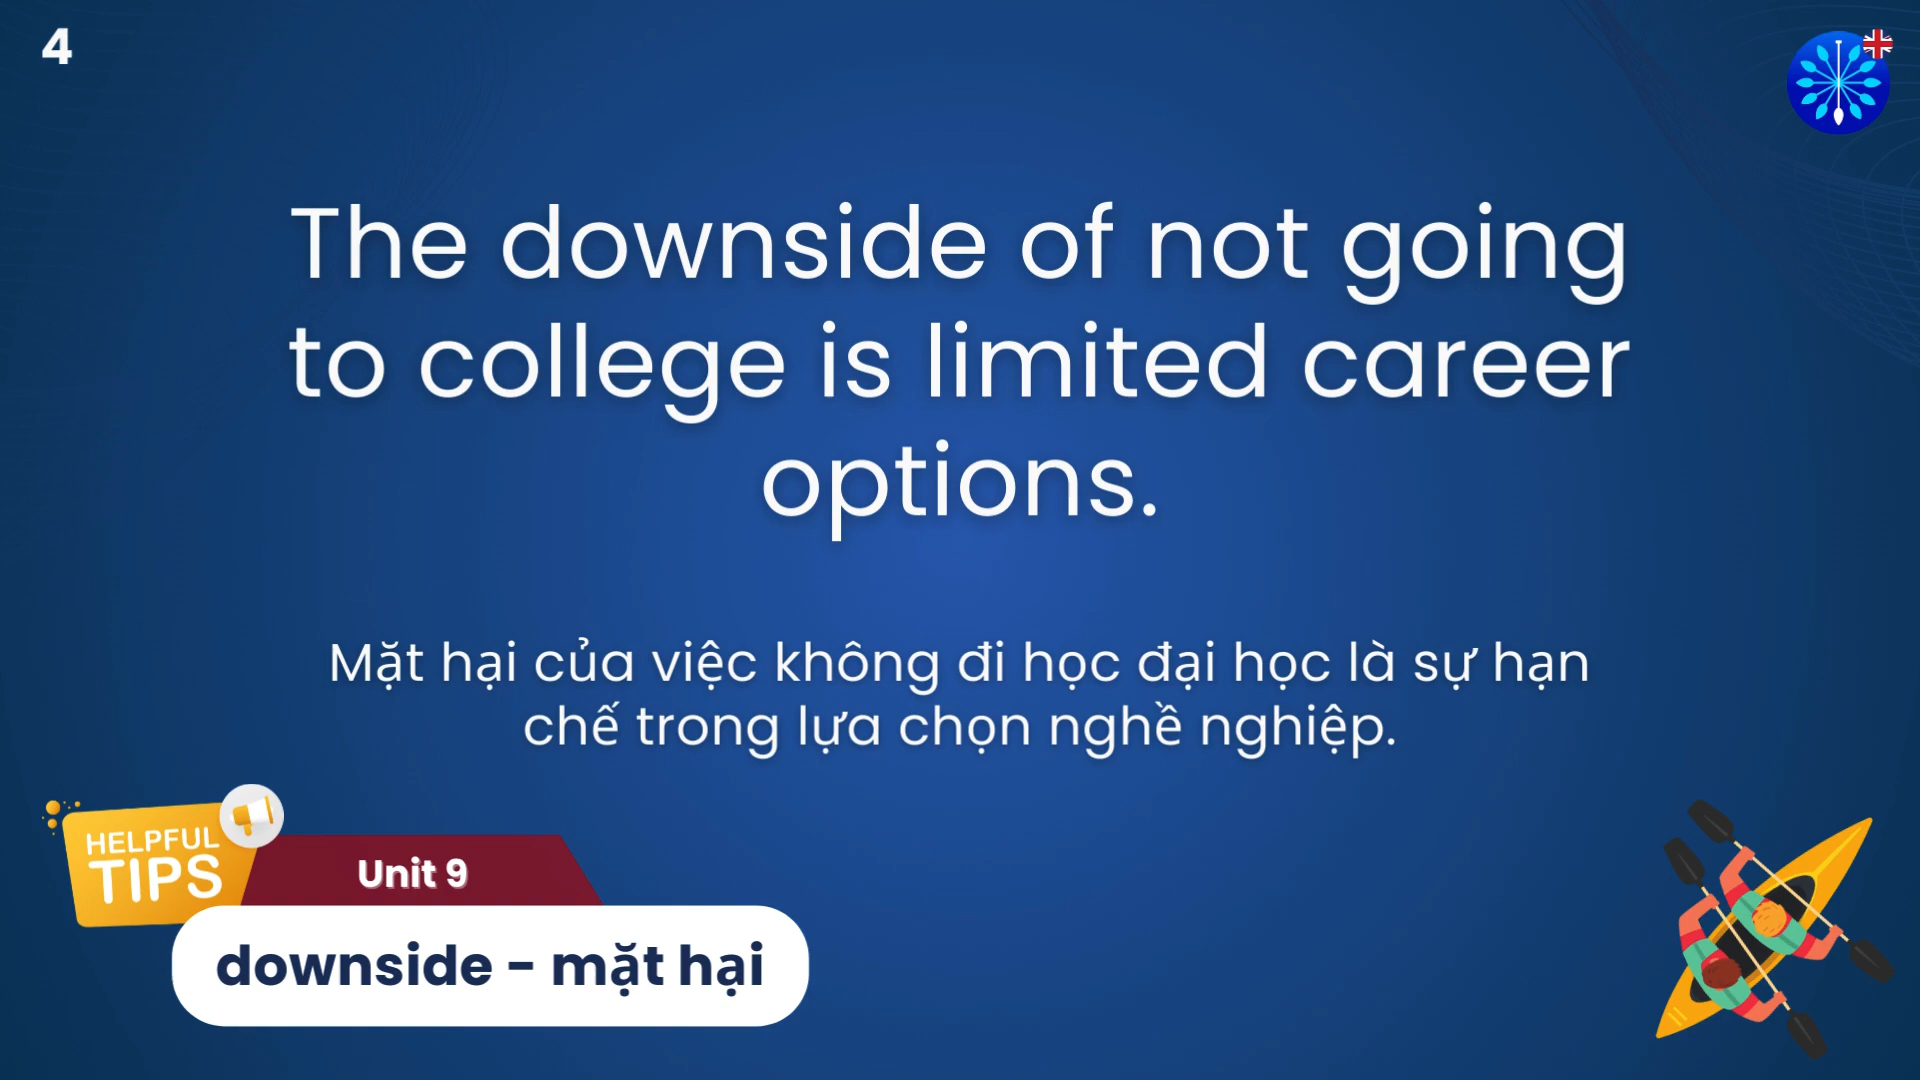 4
The downside of not going
to college is limited career
options.
Mặt hại của việc không đi học đại học là sự hạn
chế trong lựa chọn nghề nghiệp.
HELPFUL
TIPS
Unit 9
downside - mặt hại